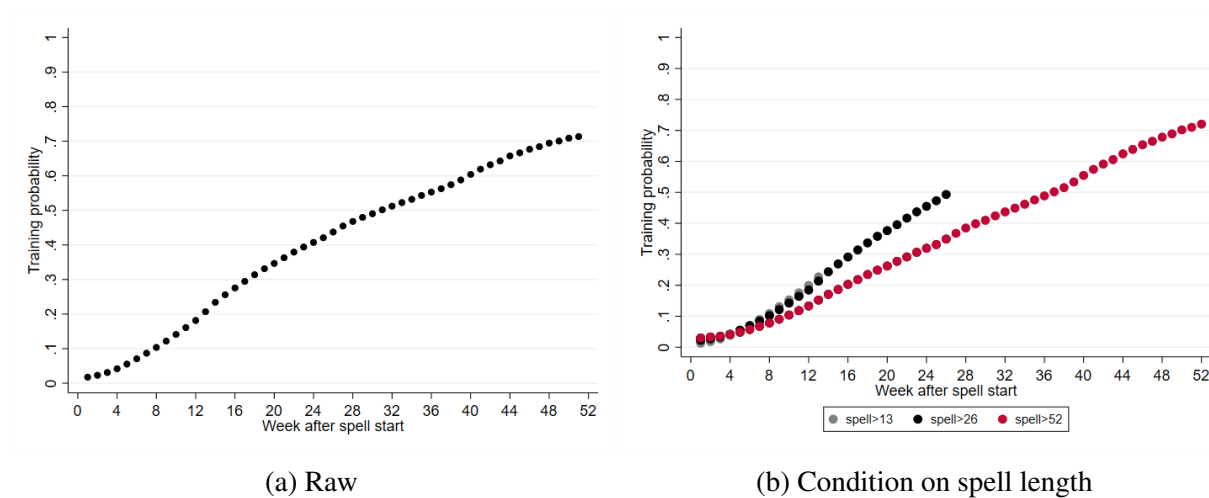 Training probability
0 .1 .2 .3 .4 .5 .6 .7 .8 .9 1
0 4 8 12 16 20 24 28 32 36 40 44 48 52
Week after spell start
(a) Raw
Training probability
0 .1 .2 .3 .4 .5 .6 .7 .8 .9 1
0 4 8 12 16 20 24 28 32 36 40 44 48 52
Week after spell start
spell>13 spell>26 spell>52
(b) Condition on spell length